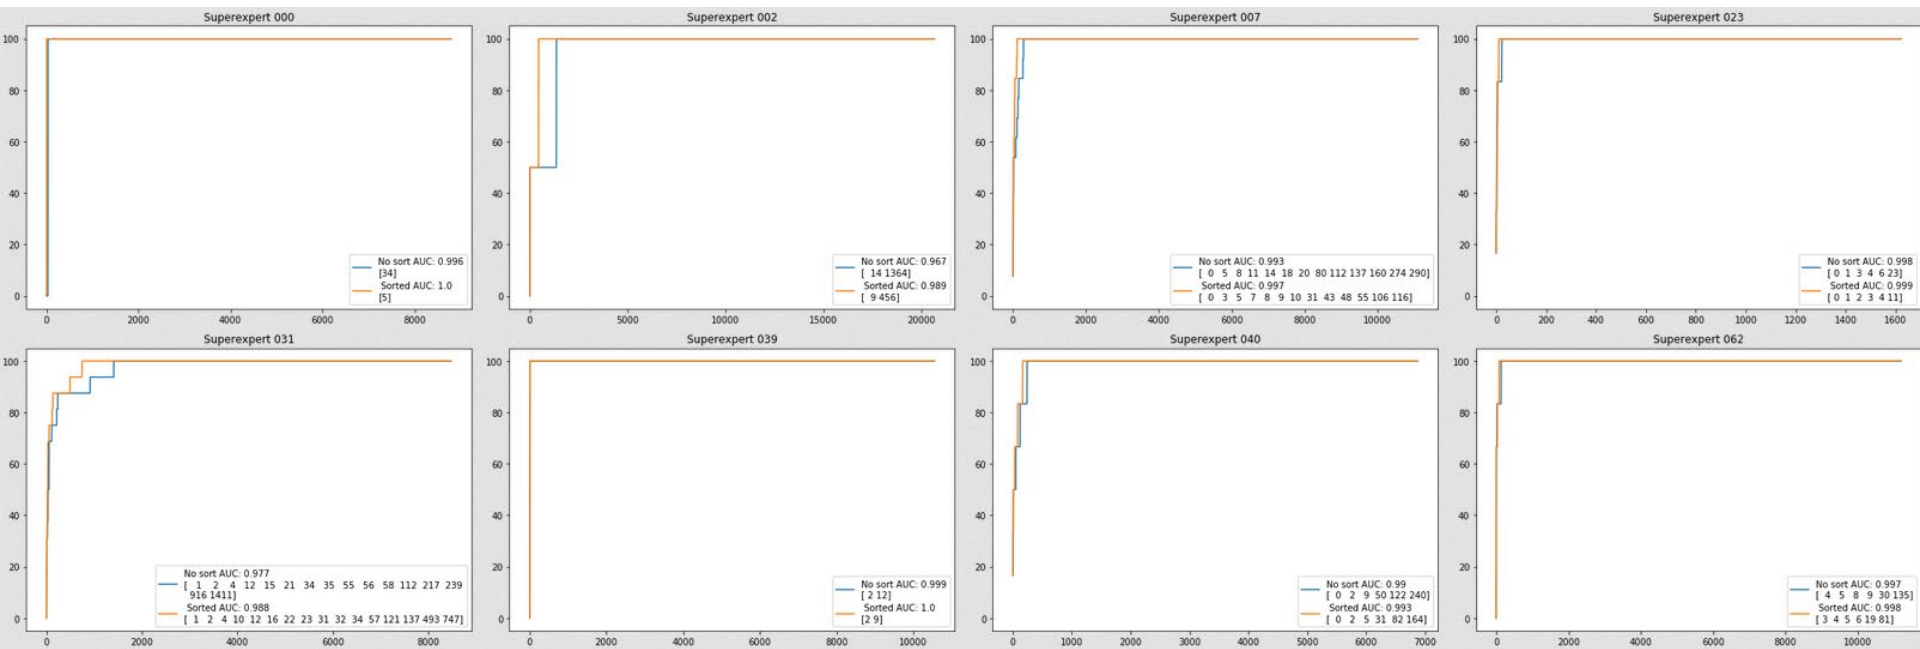 Superexpert 000
100
80
60
40
20
0
No sort AUC: 0.996
[34]
Sorted AUC: 1.0
[5]
0 2000 4000 6000 8000
Superexpert 002
100
80
60
40
20
0
No sort AUC: 0.967
[ 14 1364]
Sorted AUC: 0.989
[ 9 456]
0 5000 10000 15000 20000
Superexpert 007
100
80
60
40
20
0
No sort AUC: 0.993
[ 0 5 8 11 14 18 20 80 112 137 160 274 290]
Sorted AUC: 0.997
[ 0 3 5 7 8 9 10 31 43 48 55 106 116]
0 2000 4000 6000 8000 10000
Superexpert 023
100
80
60
40
20
0
No sort AUC: 0.998
[ 0 1 3 4 6 23]
Sorted AUC: 0.999
[ 0 1 2 3 4 11]
0 200 400 600 800 1000 1200 1400 1600
Superexpert 031
100
80
60
40
20
0
No sort AUC: 0.977
[ 1 2 4 12 15 21 34 35 55 56 58 112 217 239
916 1411]
Sorted AUC: 0.988
[ 1 2 4 10 12 16 22 23 31 32 34 57 121 137 493 747]
0 2000 4000 6000 8000
Superexpert 039
100
80
60
40
20
0
No sort AUC: 0.999
[ 2 12]
Sorted AUC: 1.0
[2 9]
0 2000 4000 6000 8000 10000
Superexpert 040
100
80
60
40
20
0
No sort AUC: 0.99
[ 0 2 9 50 122 240]
Sorted AUC: 0.993
[ 0 2 5 31 82 164]
0 1000 2000 3000 4000 5000 6000 7000
Superexpert 062
100
80
60
40
20
0
No sort AUC: 0.997
[ 4 5 8 9 30 135]
Sorted AUC: 0.998
[ 3 4 5 6 19 81]
0 2000 4000 6000 8000 10000